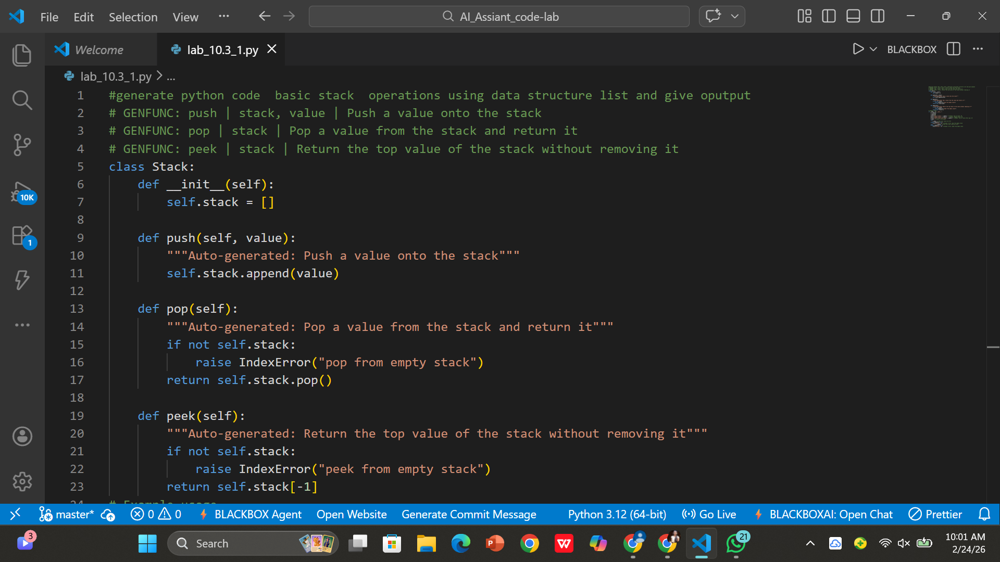 File Edit Selection View ... AI_Assiant_code-lab
Welcome lab_10.3_1.py BLACKBOX ...
lab_10.3_1.py > ...
1 #generate python code  basic stack  operations using data structure list and give oputput
2 # GENFUNC: push | stack, value | Push a value onto the stack
3 # GENFUNC: pop | stack | Pop a value from the stack and return it
4 # GENFUNC: peek | stack | Return the top value of the stack without removing it
5 class Stack:
6     def __init__(self):
7         self.stack = []
8
9     def push(self, value):
10         """Auto-generated: Push a value onto the stack"""
11         self.stack.append(value)
12
13     def pop(self):
14         """Auto-generated: Pop a value from the stack and return it"""
15         if not self.stack:
16             raise IndexError("pop from empty stack")
17         return self.stack.pop()
18
19     def peek(self):
20         """Auto-generated: Return the top value of the stack without removing it"""
21         if not self.stack:
22             raise IndexError("peek from empty stack")
23         return self.stack[-1]
24 # Example usage
10K
1
master* 0 0 BLACKBOX Agent Open Website Generate Commit Message Python 3.12 (64-bit) Go Live BLACKBOXAI: Open Chat Prettier
3 Search 21 10:01 AM
2/24/26